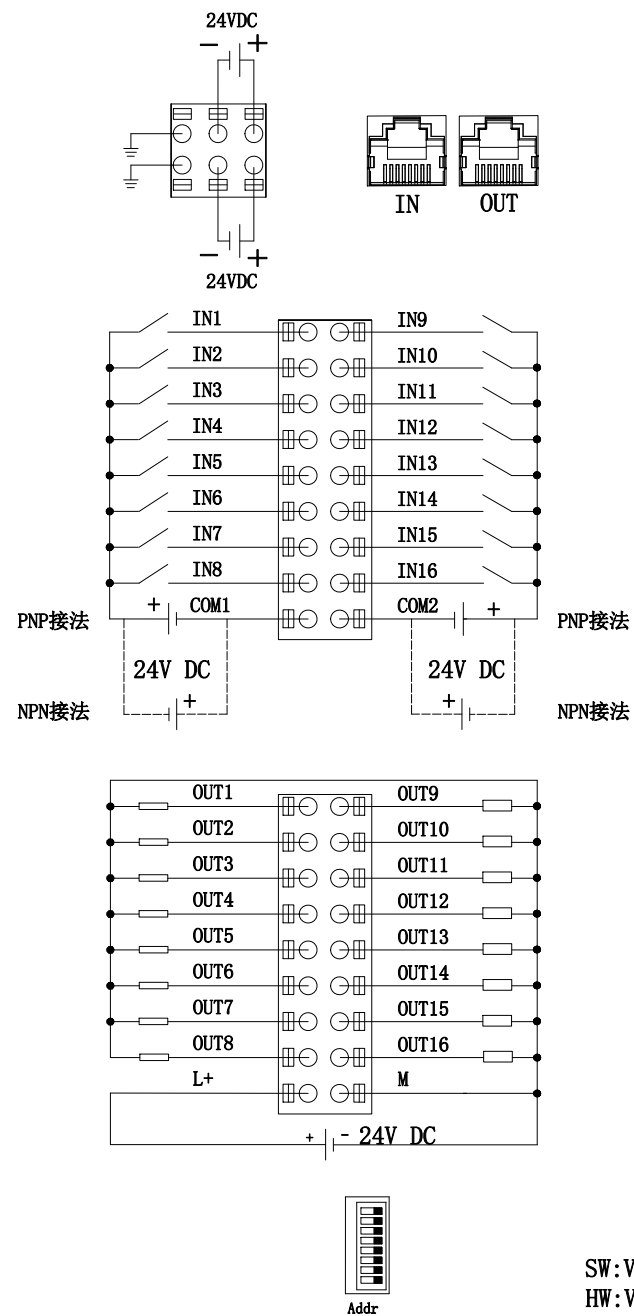 24VDC
- +
IN OUT
- +
24VDC
IN1 IN9
IN2 IN10
IN3 IN11
IN4 IN12
IN5 IN13
IN6 IN14
IN7 IN15
IN8 IN16
PNP接法 + COM1 COM2 + PNP接法
24V DC 24V DC
NPN接法 + + NPN接法
OUT1 OUT9
OUT2 OUT10
OUT3 OUT11
OUT4 OUT12
OUT5 OUT13
OUT6 OUT14
OUT7 OUT15
OUT8 OUT16
L+ M
+ - 24V DC
Addr
SW:V
HW:V